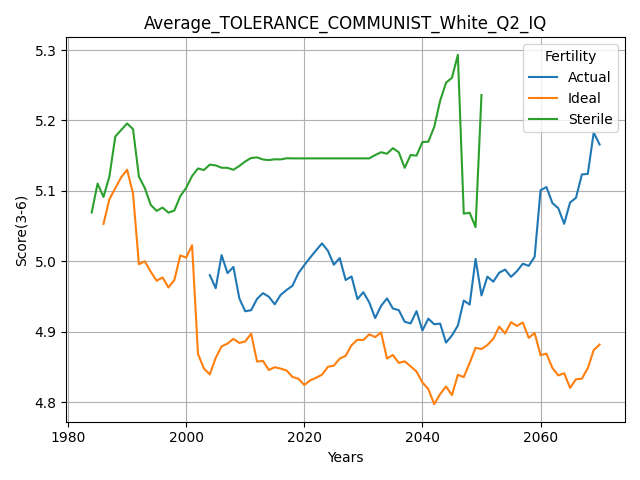 Average_TOLERANCE_COMMUNIST_White_Q2_IQ
Fertility
Actual
Ideal
Sterile
Score(3-6)
5.3
5.2
5.1
5.0
4.9
4.8
1980 2000 2020 2040 2060
Years